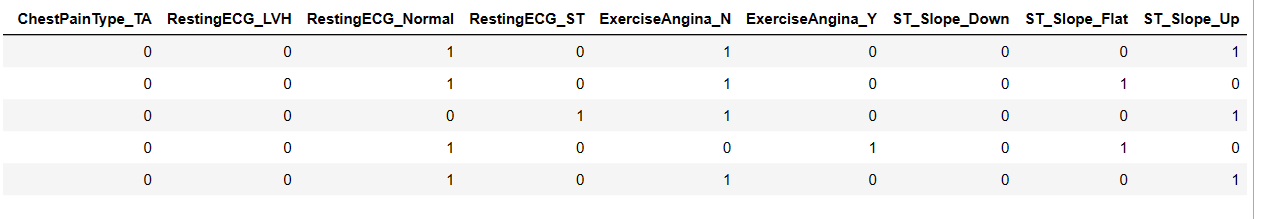 ChestPainType_TA RestingECG_LVH RestingECG_Normal RestingECG_ST ExerciseAngina_N ExerciseAngina_Y ST_Slope_Down ST_Slope_Flat ST_Slope_Up
0 0 1 0 1 0 0 0 1
0 0 1 0 1 0 0 1 0
0 0 0 1 1 0 0 0 1
0 0 1 0 0 1 0 1 0
0 0 1 0 1 0 0 0 1